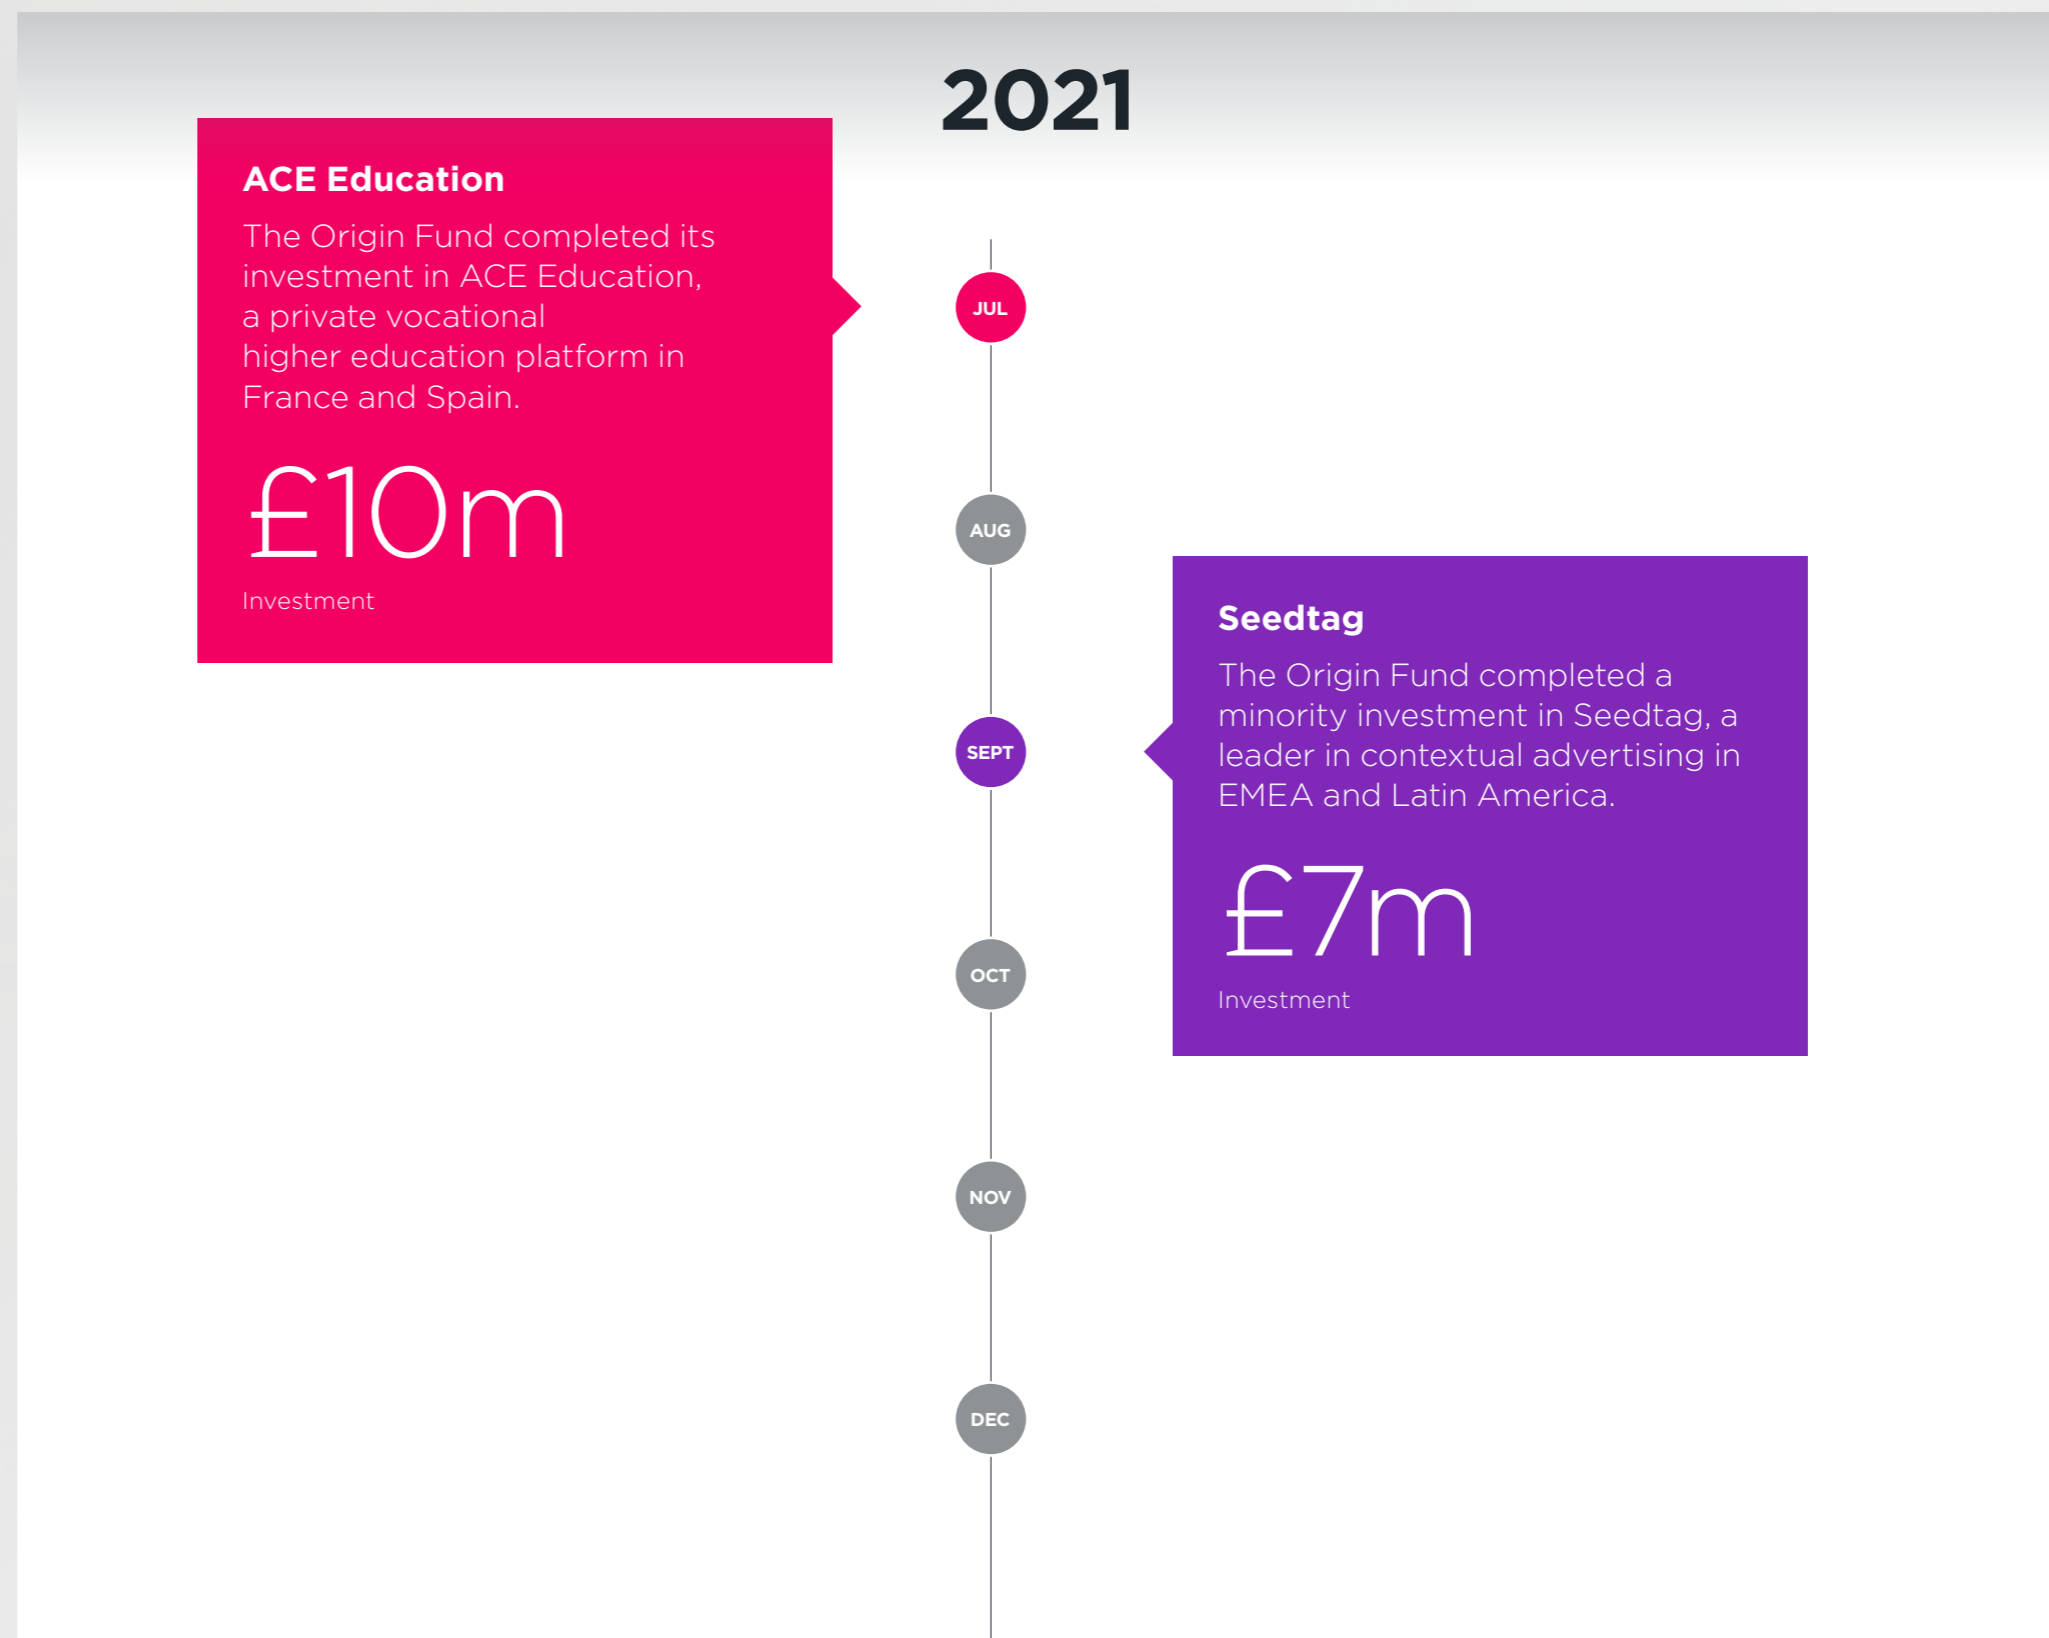 2021
ACE Education
The Origin Fund completed its
investment in ACE Education,
a private vocational
higher education platform in
France and Spain.
£10m
Investment
JUL
AUG
SEPT
Seedtag
The Origin Fund completed a
minority investment in Seedtag, a
leader in contextual advertising in
EMEA and Latin America.
£7m
Investment
OCT
NOV
DEC